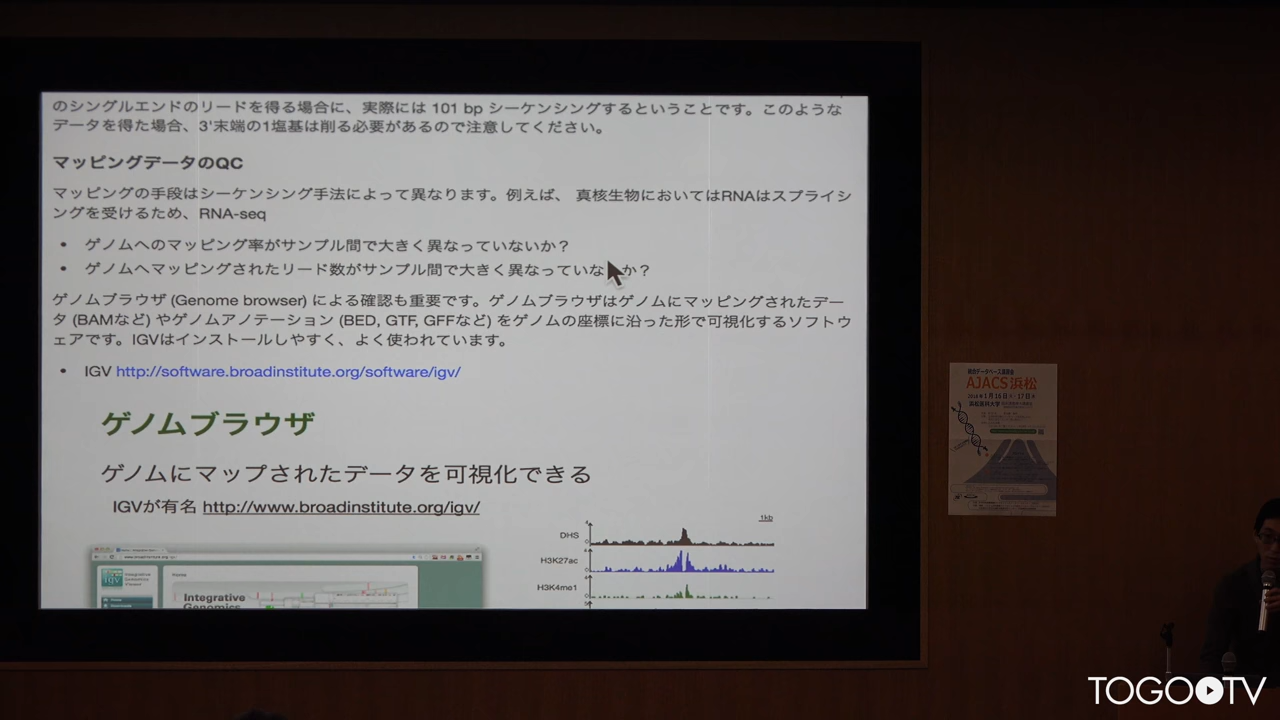 のシングルエンドのリードを得る場合に、実際には 101 bp シーケンシングするということです。このような
データを得た場合、3'末端の1塩基は削る必要があるので注意してください。
マッピングデータのQC
マッピングの手段はシーケンシング手法によって異なります。例えば、 真核生物においてはRNAはスプライシ
ングを受けるため、RNA-seq
• ゲノムへのマッピング率がサンプル間で大きく異なっていないか？
• ゲノムへマッピングされたリード数がサンプル間で大きく異なっていな か？
ゲノムブラウザ (Genome browser) による確認も重要です。ゲノムブラウザはゲノムにマッピングされたデー
タ (BAMなど) やゲノムアノテーション (BED, GTF, GFFなど) をゲノムの座標に沿った形で可視化するソフトウ
ェアです。IGVはインストールしやすく、よく使われています。
• IGV http://software.broadinstitute.org/software/igv/
ゲノムブラウザ
ゲノムにマップされたデータを可視化できる
IGVが有名 http://www.broadinstitute.org/igv/
1kb
DHS
H3K27ac
H3K4me1
Home
Integrative
Genomics
igv
AJACS浜松
TOGO TV